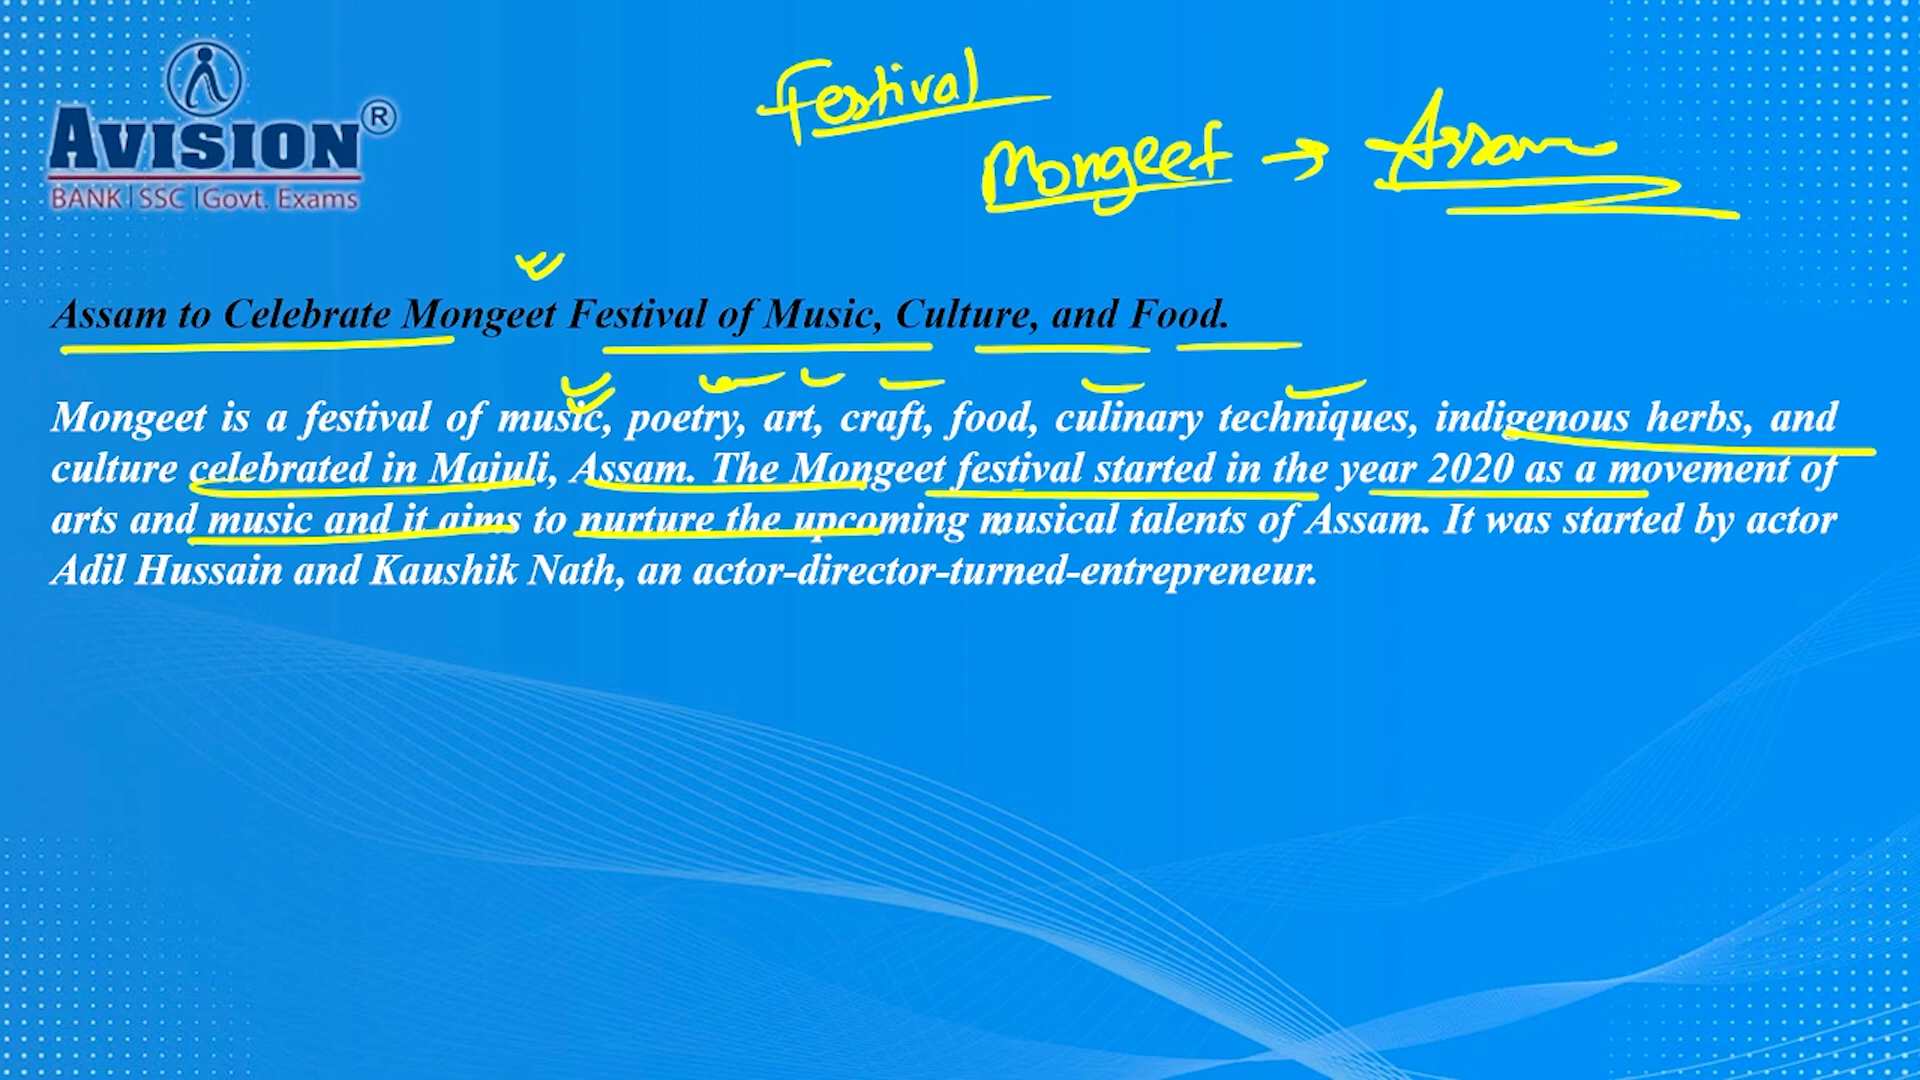 AVISION®
BANK | SSC | Govt. Exams
Festival
Mongeet → Assam
Assam to Celebrate Mongeet Festival of Music, Culture, and Food.
Mongeet is a festival of music, poetry, art, craft, food, culinary techniques, indigenous herbs, and
culture celebrated in Majuli, Assam. The Mongeet festival started in the year 2020 as a movement of
arts and music and it aims to nurture the upcoming musical talents of Assam. It was started by actor
Adil Hussain and Kaushik Nath, an actor-director-turned-entrepreneur.